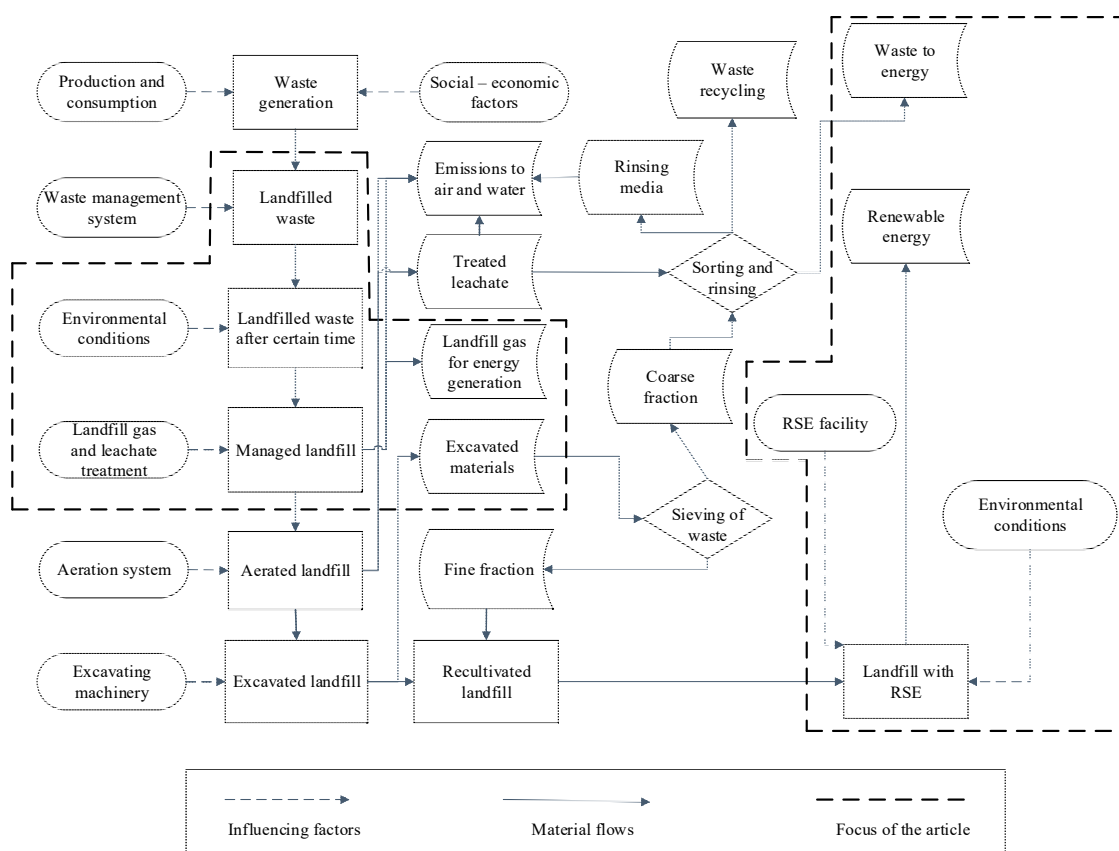 Production and
consumption
Waste
generation
Social – economic
factors
Waste
recycling
Waste to
energy
Waste management
system
Landfilled
waste
Emissions to
air and water
Rinsing
media
Renewable
energy
Treated
leachate
Sorting and
rinsing
Environmental
conditions
Landfilled waste
after certain time
Landfill gas
for energy
generation
Coarse
fraction
RSE facility
Landfill gas
and leachate
treatment
Managed landfill
Excavated
materials
Sieving of
waste
Environmental
conditions
Aeration system
Aerated landfill
Fine fraction
Excavating
machinery
Excavated landfill
Recultivated
landfill
Landfill with
RSE
Influencing factors
Material flows
Focus of the article